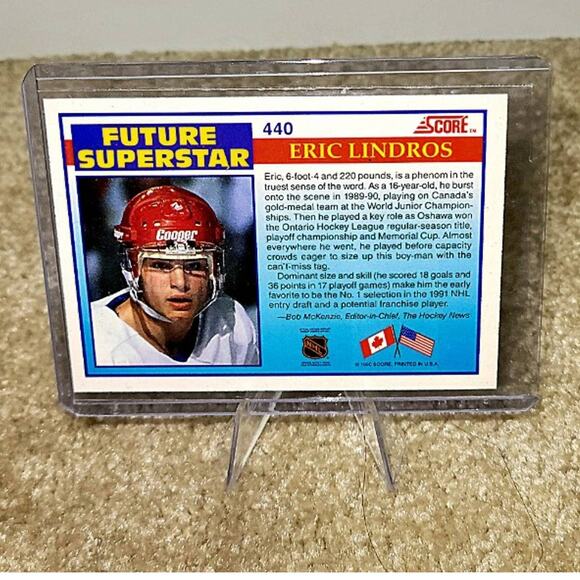 FUTURE
SUPERSTAR
440
SCORE™
ERIC LINDROS
Eric, 6-foot-4 and 220 pounds, is a phenom in the
truest sense of the word. As a 16-year-old, he burst
onto the scene in 1989-90, playing on Canada's
gold-medal team at the World Junior Champion-
ships. Then he played a key role as Oshawa won
the Ontario Hockey League regular-season title,
playoff championship and Memorial Cup. Almost
everywhere he went, he played before capacity
crowds eager to size up this boy-man with the
can't-miss tag.
Dominant size and skill (he scored 18 goals and
36 points in 17 playoff games) make him the early
favorite to be the No. 1 selection in the 1991 NHL
entry draft and a potential franchise player.
—Bob McKenzie, Editor-in-Chief, The Hockey News
Cooper
NHL
© 1990 SCORE, PRINTED IN U.S.A.